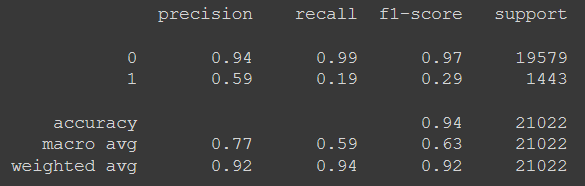 precision recall f1-score support
0 0.94 0.99 0.97 19579
1 0.59 0.19 0.29 1443
accuracy 0.94 21022
macro avg 0.77 0.59 0.63 21022
weighted avg 0.92 0.94 0.92 21022